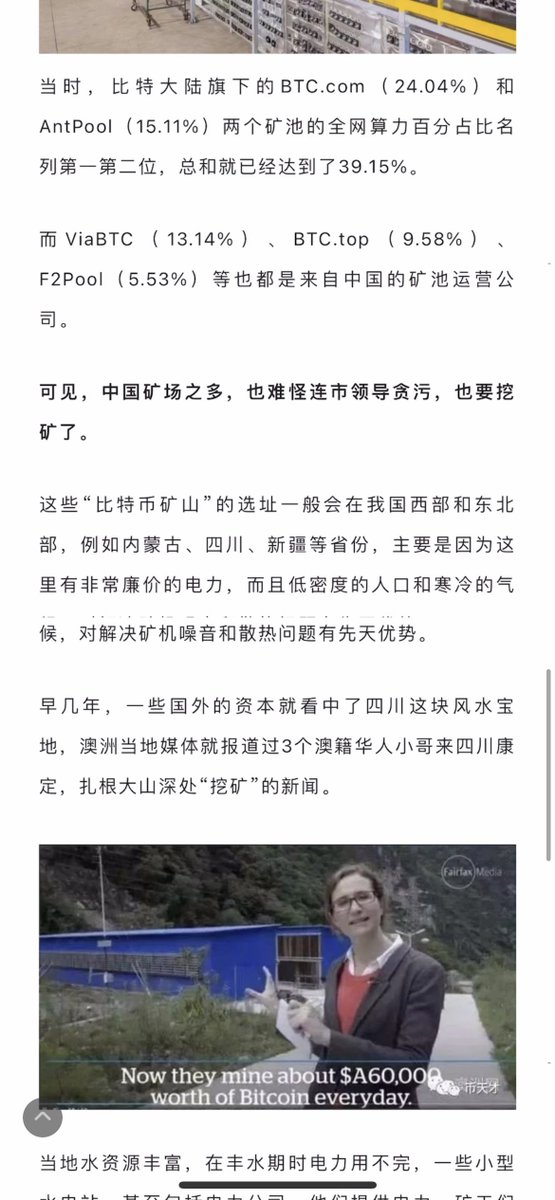 当时，比特大陆旗下的BTC.com（24.04%）和
AntPool（15.11%）两个矿池的全网算力百分占比名
列第一第二位，总和就已经达到了39.15%。
而ViaBTC（13.14%）、BTC.top（9.58%）、
F2Pool（5.53%）等也都是来自中国的矿池运营公
司。
可见，中国矿场之多，也难怪连市领导贪污，也要挖
矿了。
这些“比特币矿山”的选址一般会在我国西部和东北
部，例如内蒙古、四川、新疆等省份，主要是因为这
里有非常廉价的电力，而且低密度的人口和寒冷的气
候，对解决矿机噪音和散热问题有先天优势。
早几年，一些国外的资本就看中了四川这块风水宝
地，澳洲当地媒体就报道过3个澳籍华人小哥来四川康
定，扎根大山深处“挖矿”的新闻。
Fairfax Media
Now they mine about $A60,000
worth of Bitcoin everyday.
币天才
当地水资源丰富，在丰水期时电力用不完，一些小型